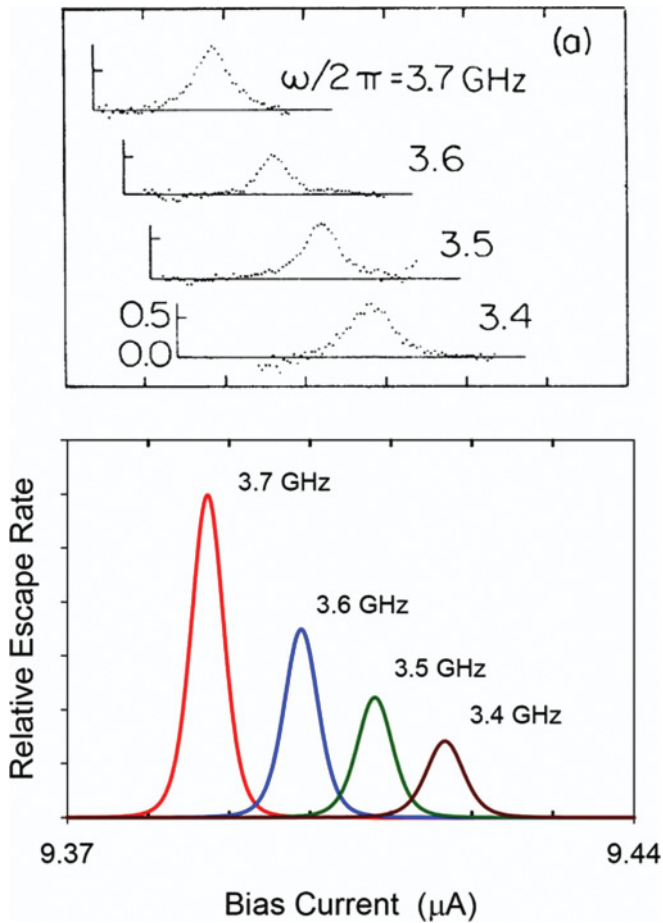 (a)
ω/2π=3.7 GHz
3.6
3.5
0.5
3.4
0.0
3.7 GHz
3.6 GHz
3.5 GHz
3.4 GHz
Relative Escape Rate
9.37
9.44
Bias Current (μA)